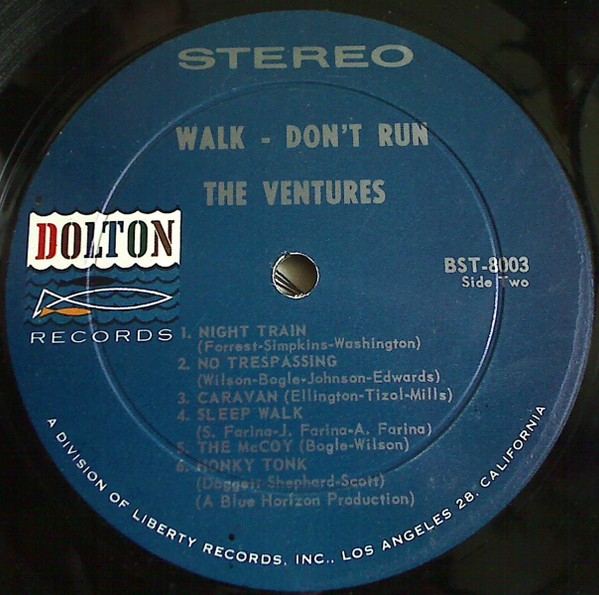 STEREO
WALK - DON'T RUN
THE VENTURES
DOLTON
RECORDS
BST-8003
Side Two
1. NIGHT TRAIN
(Forrest-Simpkins-Washington)
2. NO TRESPASSING
(Wilson-Bogle-Johnson-Edwards)
3. CARAVAN (Ellington-Tizol-Mills)
4. SLEEP WALK
(S. Farina-J. Farina-A. Farina)
5. THE McCOY (Bogle-Wilson)
6. HONKY TONK
(Doggett-Shephard-Scott)
(A Blue Horizon Production)
A DIVISION OF LIBERTY RECORDS, INC., LOS ANGELES 28, CALIFORNIA